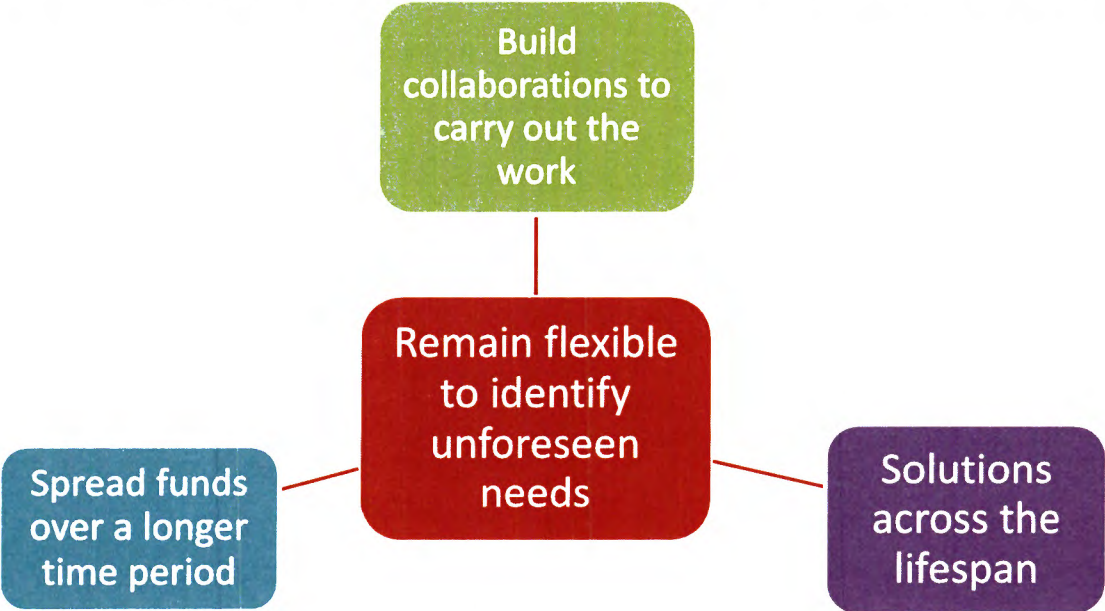 Build
collaborations to
carry out the
work
Remain flexible
to identify
unforeseen
needs
Spread funds
over a longer
time period
Solutions
across the
lifespan